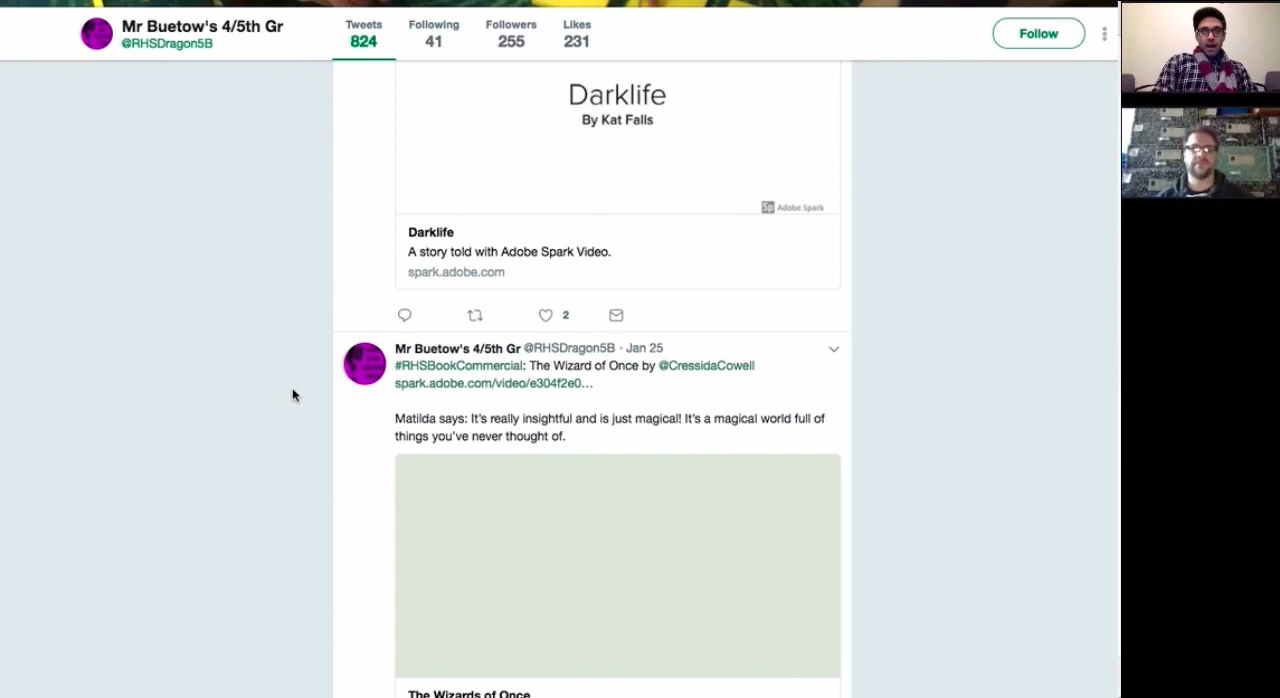 Mr Buetow's 4/5th Gr
@RHSDragon5B
Tweets
824
Following
41
Followers
255
Likes
231
Follow
Darklife
By Kat Falls
Sp Adobe Spark
Darklife
A story told with Adobe Spark Video.
spark.adobe.com
2
Mr Buetow's 4/5th Gr @RHSDragon5B · Jan 25
#RHSBookCommercial: The Wizard of Once by @CressidaCowell
spark.adobe.com/video/e304f2e0...
Matilda says: It's really insightful and is just magical! It's a magical world full of
things you've never thought of.
The Wizards of Once